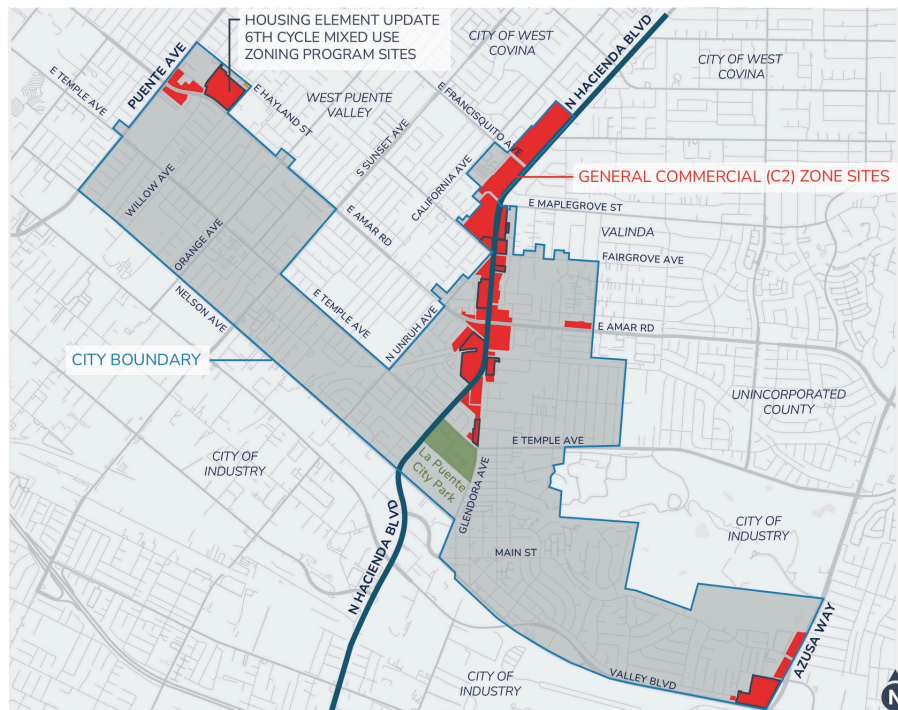 HOUSING ELEMENT UPDATE
6TH CYCLE MIXED USE
ZONING PROGRAM SITES
CITY OF WEST
COVINA
N HACIENDA BLVD
CITY OF WEST
COVINA
PUENTE AVE
E TEMPLE AVE
E HAYLAND ST
WEST PUENTE
VALLEY
E FRANCISQUITO AVE
S SUNSET AVE
CALIFORNIA AVE
GENERAL COMMERCIAL (C2) ZONE SITES
WILLOW AVE
E MAPLEGROVE ST
E AMAR RD
VALINDA
ORANGE AVE
FAIRGROVE AVE
NELSON AVE
E TEMPLE AVE
N UNRUH AVE
E AMAR RD
CITY BOUNDARY
UNINCORPORATED
COUNTY
CITY OF
INDUSTRY
E TEMPLE AVE
La Puente
City Park
GLENDORA AVE
CITY OF
INDUSTRY
MAIN ST
N HACIENDA BLVD
AZUSA WAY
CITY OF
INDUSTRY
VALLEY BLVD
N